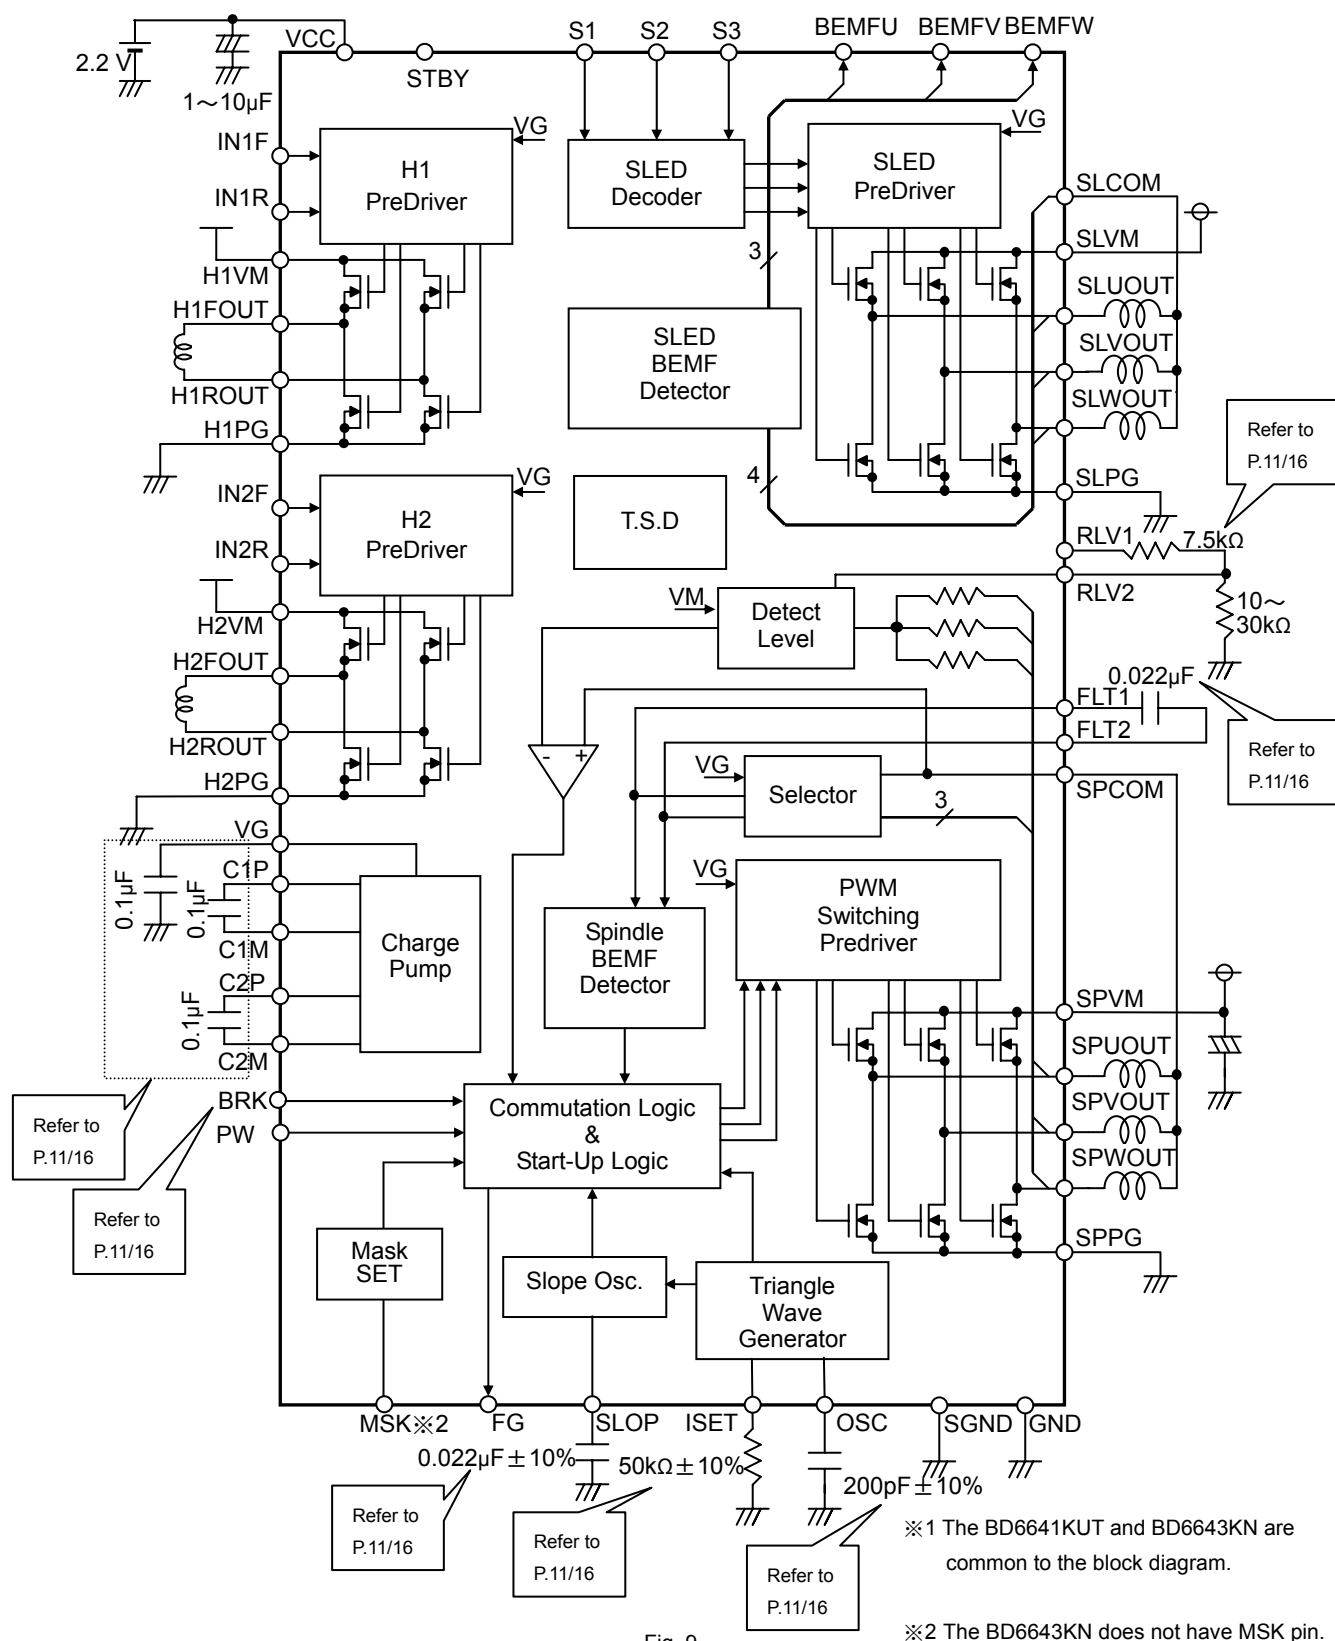 BEMFU BEMFV BEMFW
S1 S2 S3
VCC
STBY
2.2 V
1～10μF
IN1F
IN1R
H1
PreDriver
VG
H1VM
H1FOUT
H1ROUT
H1PG
SLED
Decoder
SLED
PreDriver
VG
3
SLED
BEMF
Detector
4
SLCOM
SLVM
SLUOUT
SLVOUT
SLWOUT
SLPG
Refer to
P.11/16
IN2F
IN2R
H2
PreDriver
VG
H2VM
H2FOUT
H2ROUT
H2PG
T.S.D
RLV1
7.5kΩ
RLV2
10～
30kΩ
VM
Detect
Level
0.022μF
FLT1
FLT2
Refer to
P.11/16
- +
VG
Selector
3
SPCOM
VG
C1P
C1M
C2P
C2M
0.1μF
0.1μF
0.1μF
Charge
Pump
Spindle
BEMF
Detector
VG
PWM
Switching
Predriver
SPVM
SPUOUT
SPVOUT
SPWOUT
SPPG
BRK
PW
Refer to
P.11/16
Refer to
P.11/16
Commutation Logic
&
Start-Up Logic
Mask
SET
Slope Osc.
Triangle
Wave
Generator
MSK※2 FG SLOP ISET OSC SGND GND
0.022μF±10%
50kΩ±10%
200pF±10%
Refer to
P.11/16
Refer to
P.11/16
Refer to
P.11/16
※1 The BD6641KUT and BD6643KN are
common to the block diagram.
※2 The BD6643KN does not have MSK pin.
Fig. 9